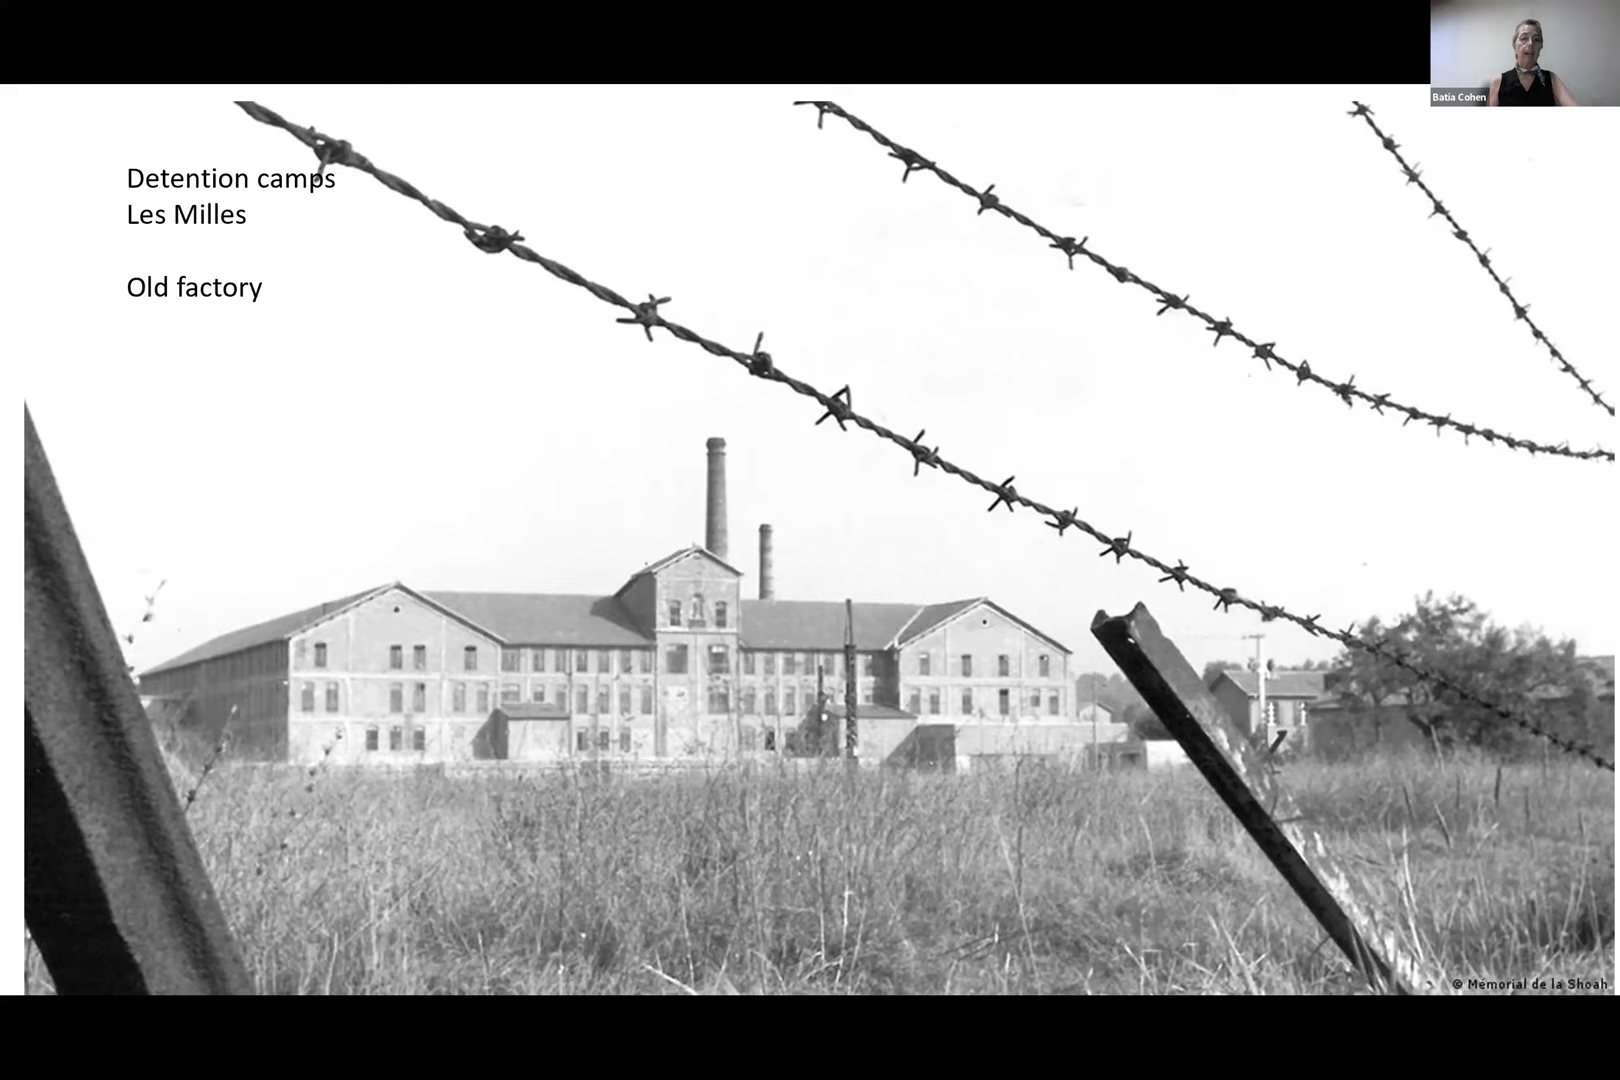 Batia Cohen
Detention camps
Les Milles
Old factory
© Mémorial de la Shoah